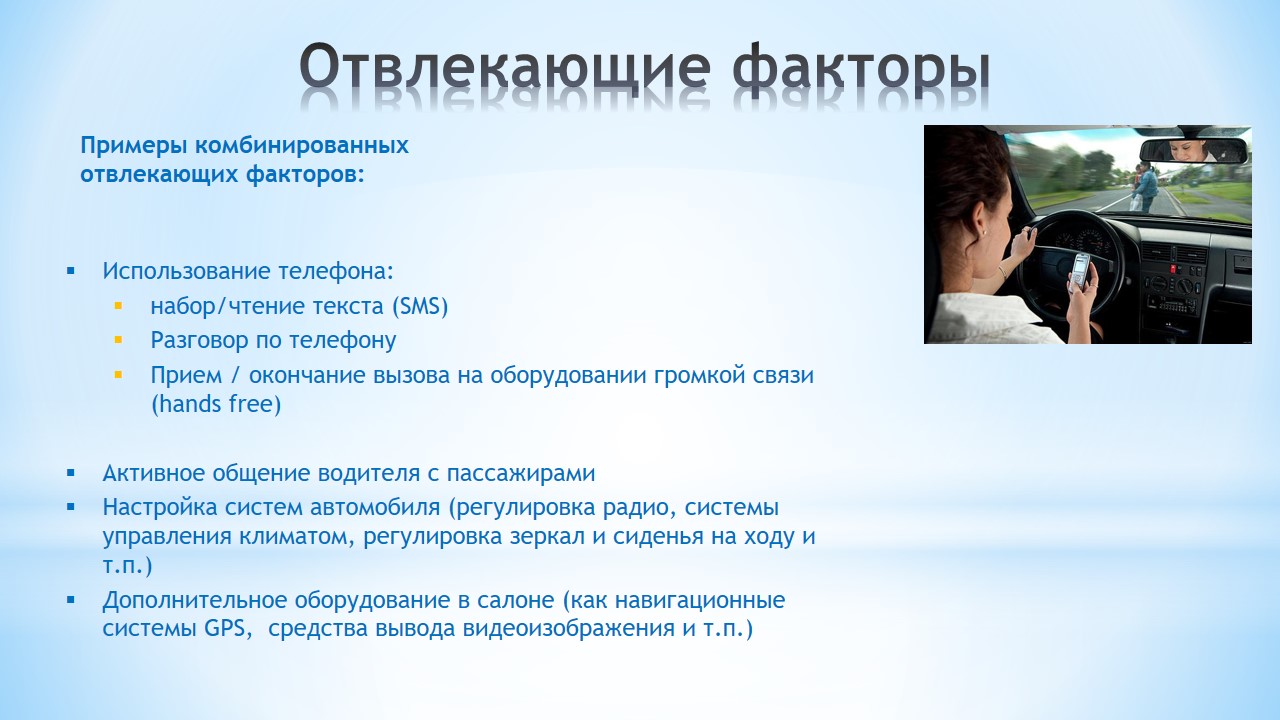 Отвлекающие факторы
Примеры комбинированных
отвлекающих факторов:
Использование телефона:
набор/чтение текста (SMS)
Разговор по телефону
Прием / окончание вызова на оборудовании громкой связи
(hands free)
Активное общение водителя с пассажирами
Настройка систем автомобиля (регулировка радио, системы
управления климатом, регулировка зеркал и сиденья на ходу и
т.п.)
Дополнительное оборудование в салоне (как навигационные
системы GPS,  средства вывода видеоизображения и т.п.)